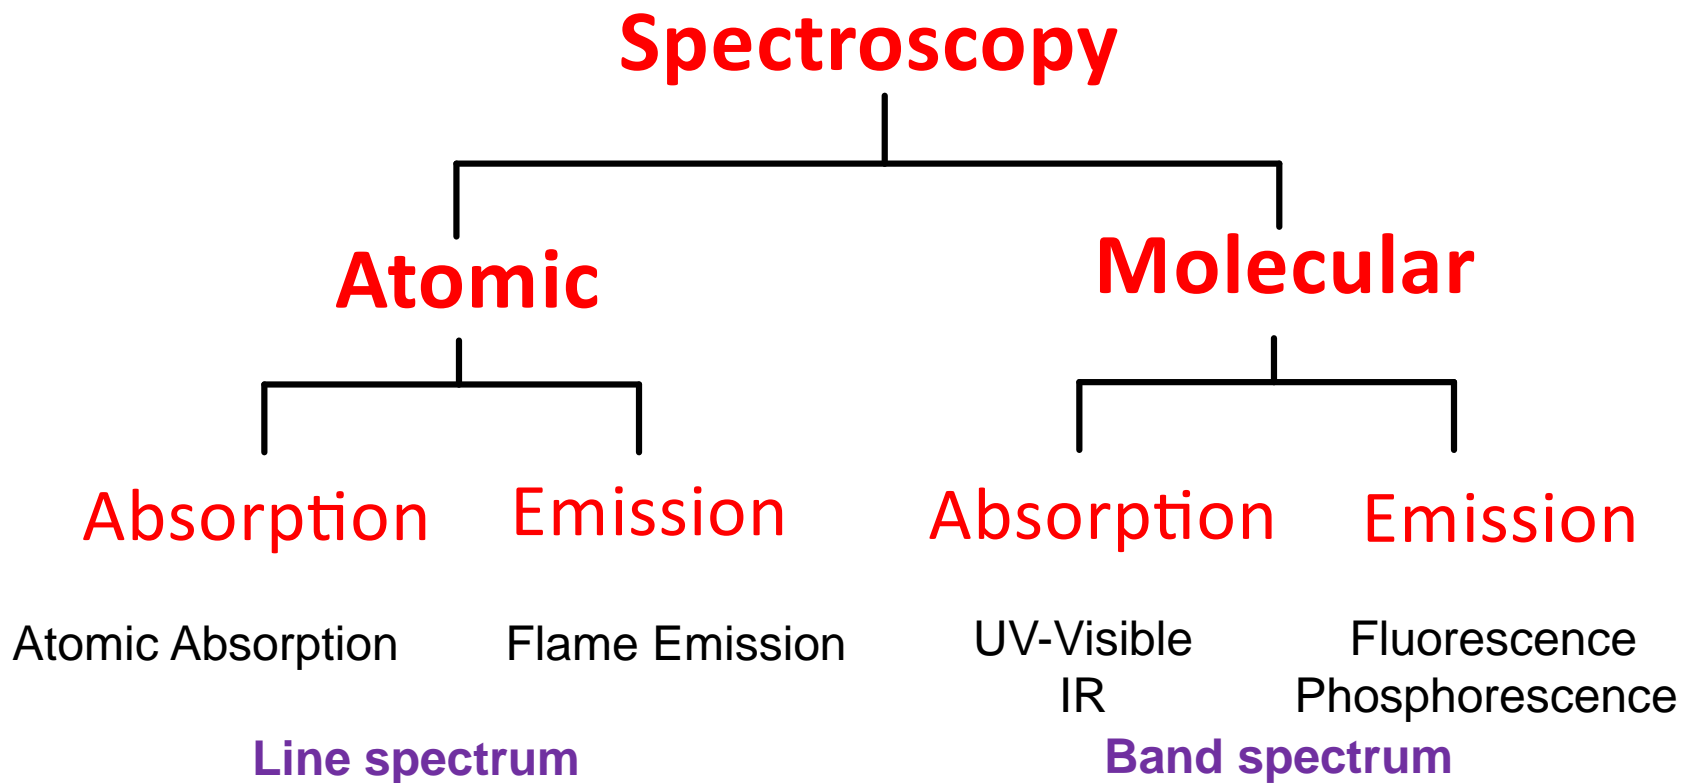 Spectroscopy
Atomic
Molecular
Absorption
Emission
Absorption
Emission
Atomic Absorption
Flame Emission
UV-Visible
IR
Fluorescence
Phosphorescence
Line spectrum
Band spectrum